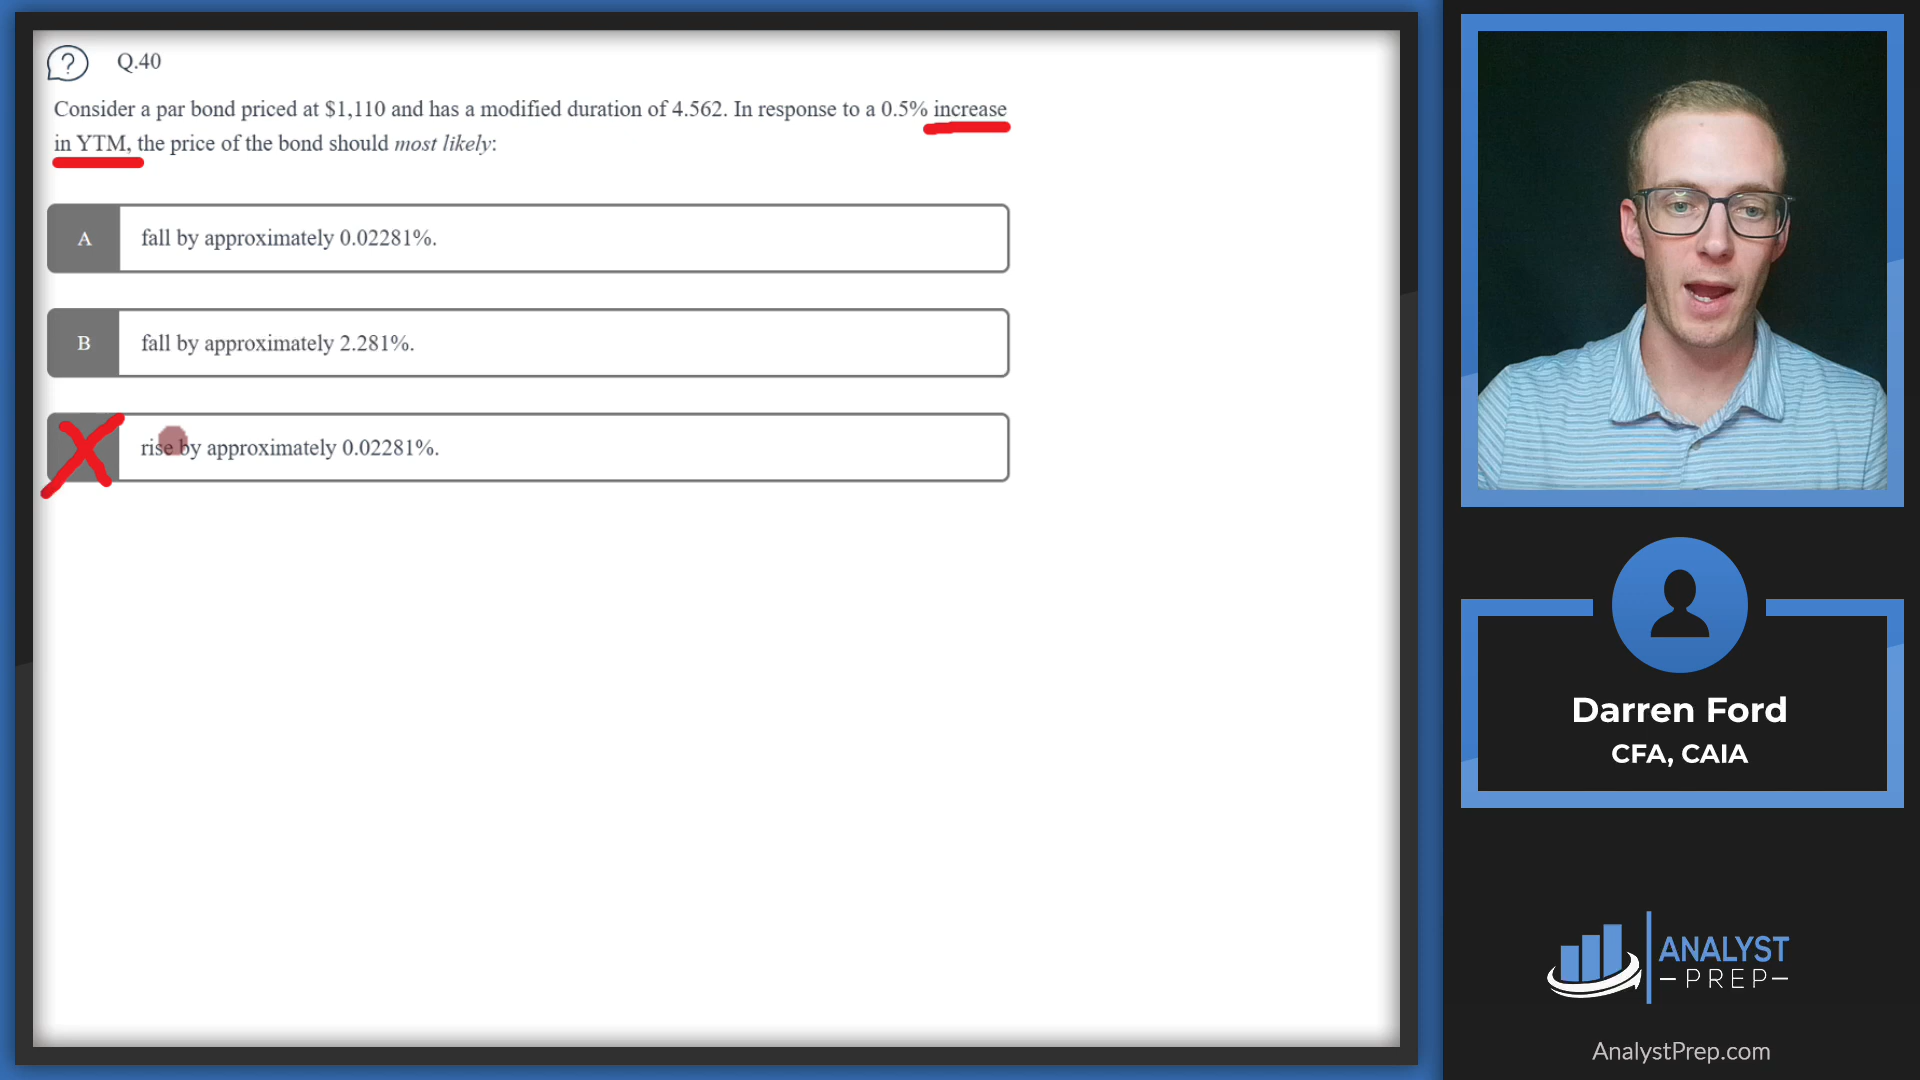 ?
Q.40
Consider a par bond priced at $1,110 and has a modified duration of 4.562. In response to a 0.5% increase
in YTM, the price of the bond should most likely:
A
fall by approximately 0.02281%.
B
fall by approximately 2.281%.
rise by approximately 0.02281%.
Darren Ford
CFA, CAIA
ANALYST
PREP
AnalystPrep.com